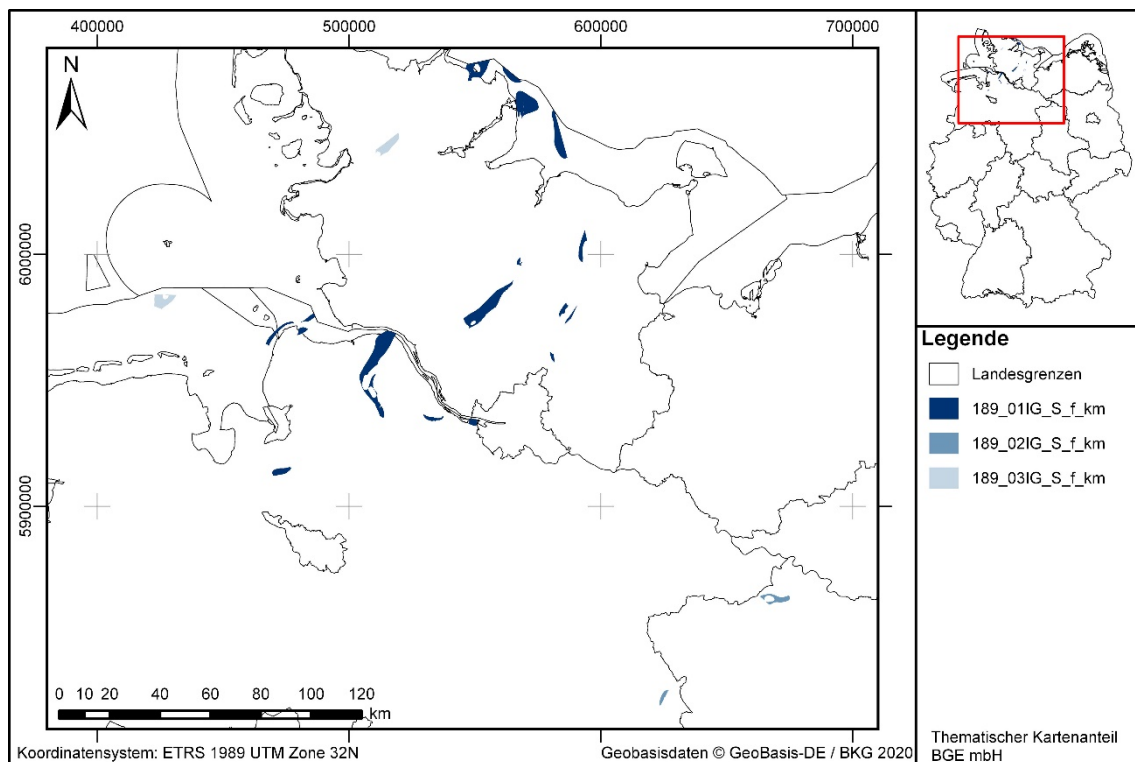 400000 500000 600000 700000
N
6000000
5900000
0 10 20 40 60 80 100 120
km
Koordinatensystem: ETRS 1989 UTM Zone 32N
Geobasisdaten © GeoBasis-DE / BKG 2020
Legende
Landesgrenzen
189_01IG_S_f_km
189_02IG_S_f_km
189_03IG_S_f_km
Thematischer Kartenanteil
BGE mbH